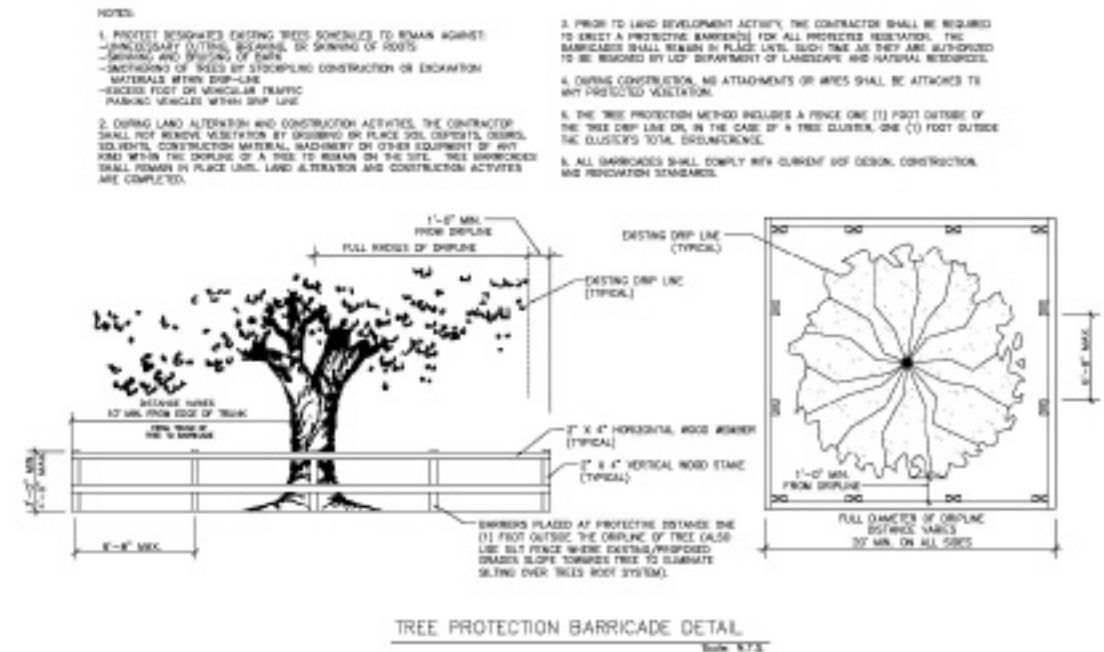 NOTES:
1. PROTECT DESIGNATED EXISTING TREES SCHEDULED TO REMAIN AGAINST:
-UNNECESSARY CUTTING, BREAKING OR SKINNING OF ROOTS
-SKINNING AND BRUISING OF BARK
-SMOTHERING OF TREES BY STOCKPILING CONSTRUCTION OR EXCAVATION
MATERIALS WITHIN DRIP-LINE
-EXCESS FOOT OR VEHICULAR TRAFFIC
PARKING VEHICLES WITHIN DRIP LINE
2. DURING LAND ALTERATION AND CONSTRUCTION ACTIVITIES, THE CONTRACTOR
SHALL NOT REMOVE VEGETATION BY GRUBBING OR PLACE SOIL DEPOSITS, DEBRIS,
SOLVENTS, CONSTRUCTION MATERIAL, MACHINERY OR OTHER EQUIPMENT OF ANY
KIND WITHIN THE DRIPLINE OF A TREE TO REMAIN ON THE SITE. TREE BARRICADES
SHALL REMAIN IN PLACE UNTIL LAND ALTERATION AND CONSTRUCTION ACTIVITIES
ARE COMPLETED.
3. PRIOR TO LAND DEVELOPMENT ACTIVITY, THE CONTRACTOR SHALL BE REQUIRED
TO ERECT A PROTECTIVE BARRIER(S) FOR ALL PROTECTED VEGETATION. THE
BARRICADES SHALL REMAIN IN PLACE UNTIL SUCH TIME AS THEY ARE AUTHORIZED
TO BE REMOVED BY UCF DEPARTMENT OF LANDSCAPE AND NATURAL RESOURCES.
4. DURING CONSTRUCTION, NO ATTACHMENTS OR WIRES SHALL BE ATTACHED TO
ANY PROTECTED VEGETATION.
5. THE TREE PROTECTION METHOD INCLUDES A FENCE ONE (1) FOOT OUTSIDE OF
THE TREE DRIP LINE OR, IN THE CASE OF A TREE CLUSTER, ONE (1) FOOT OUTSIDE
THE CLUSTER'S TOTAL CIRCUMFERENCE.
6. ALL BARRICADES SHALL COMPLY WITH CURRENT UCF DESIGN, CONSTRUCTION,
AND RENOVATION STANDARDS.
1'-0" MIN.
FROM DRIPLINE
FULL RADIUS OF DRIPLINE
EXISTING DRIP LINE
(TYPICAL)
DISTANCE VARIES
10' MIN. FROM EDGE OF TRUNK
TREE TO BARRICADE
2" X 4" HORIZONTAL WOOD MEMBER
(TYPICAL)
2" X 4" VERTICAL WOOD STAKE
(TYPICAL)
MIN.
MAX.
MAX.
BARRIERS PLACED AT PROTECTIVE DISTANCE ONE
(1) FOOT OUTSIDE THE DRIPLINE OF TREE (ALSO
USE SILT FENCE WHERE EXISTING/PROPOSED
GRADES SLOPE TOWARDS TREE TO ELIMINATE
SILTING OVER TREES ROOT SYSTEM).
EXISTING DRIP LINE
(TYPICAL)
MAX.
1'-0" MIN.
FROM DRIPLINE
FULL DIAMETER OF DRIPLINE
DISTANCE VARIES
20' MIN. ON ALL SIDES
TREE PROTECTION BARRICADE DETAIL
Scale: N.T.S.